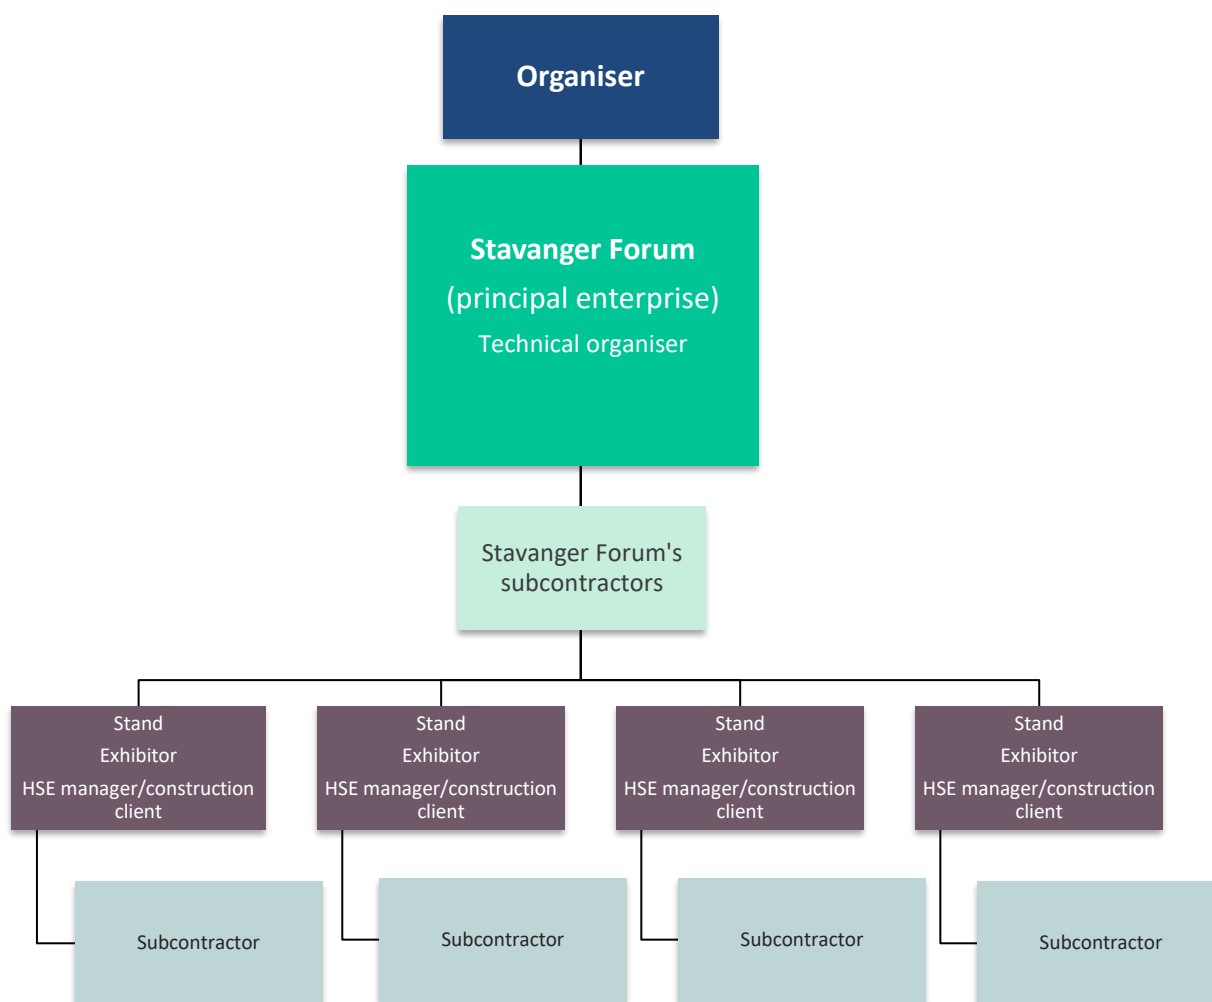 Organiser
Stavanger Forum
(principal enterprise)
Technical organiser
Stavanger Forum's
subcontractors
Stand
Exhibitor
HSE manager/construction
client
Stand
Exhibitor
HSE manager/construction
client
Stand
Exhibitor
HSE manager/construction
client
Stand
Exhibitor
HSE manager/construction
client
Subcontractor
Subcontractor
Subcontractor
Subcontractor